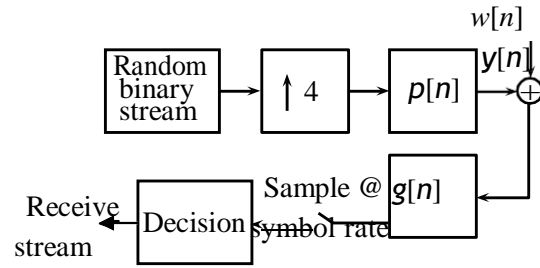 w[n]
Random
binary
stream
↑ 4
p[n]
y[n]
+
Receive
stream
Decision
Sample @
symbol rate
g[n]